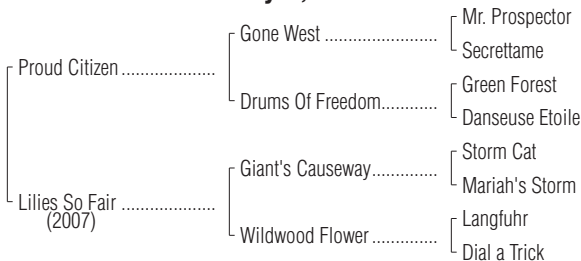 Mr. Prospector
Gone West ........................
Secrettame
Proud Citizen ....................
Green Forest
Drums Of Freedom............
Danseuse Etoile
Storm Cat
Giant's Causeway..............
Mariah's Storm
Lilies So Fair ....................
(2007)
Langfuhr
Wildwood Flower ..............
Dial a Trick